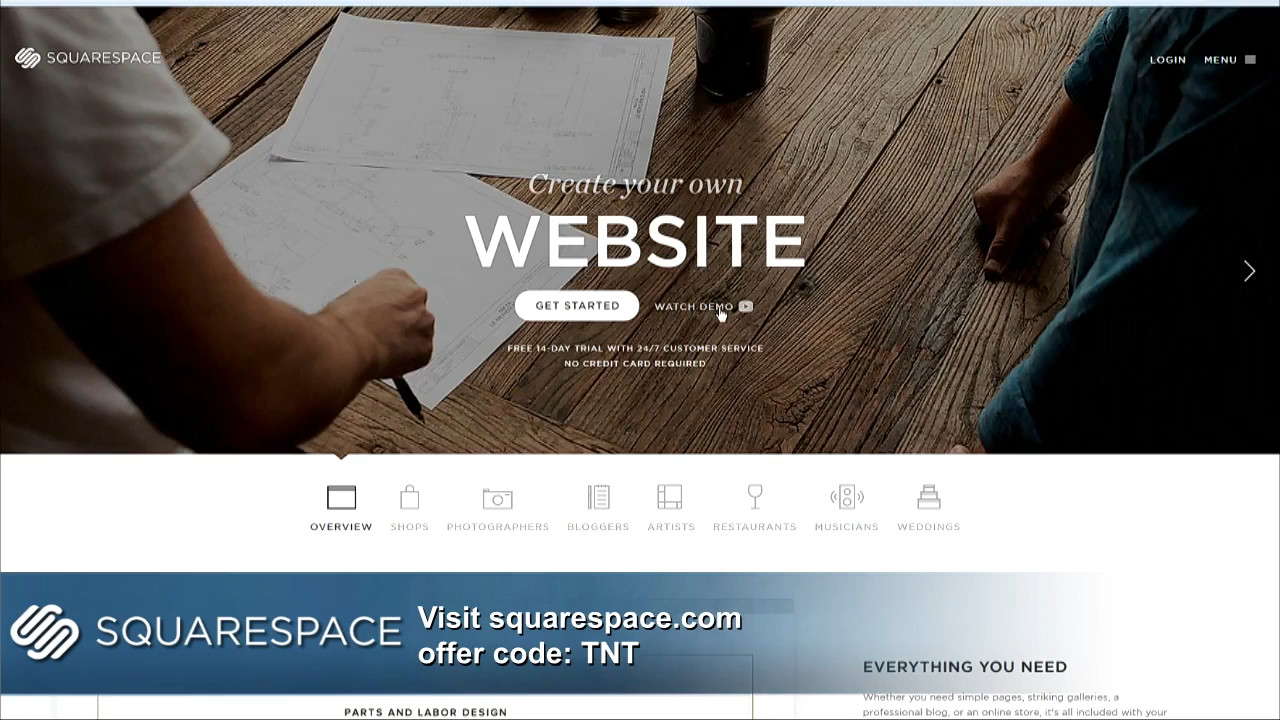 SQUARESPACE
LOGIN MENU
Create your own
WEBSITE
GET STARTED WATCH DEMO
FREE 14-DAY TRIAL WITH 24/7 CUSTOMER SERVICE
NO CREDIT CARD REQUIRED
OVERVIEW SHOPS PHOTOGRAPHERS BLOGGERS ARTISTS RESTAURANTS MUSICIANS WEDDINGS
SQUARESPACE
Visit squarespace.com
offer code: TNT
EVERYTHING YOU NEED
Whether you need simple pages, striking galleries, a
professional blog, or an online store, it's all included with your
PARTS AND LABOR DESIGN